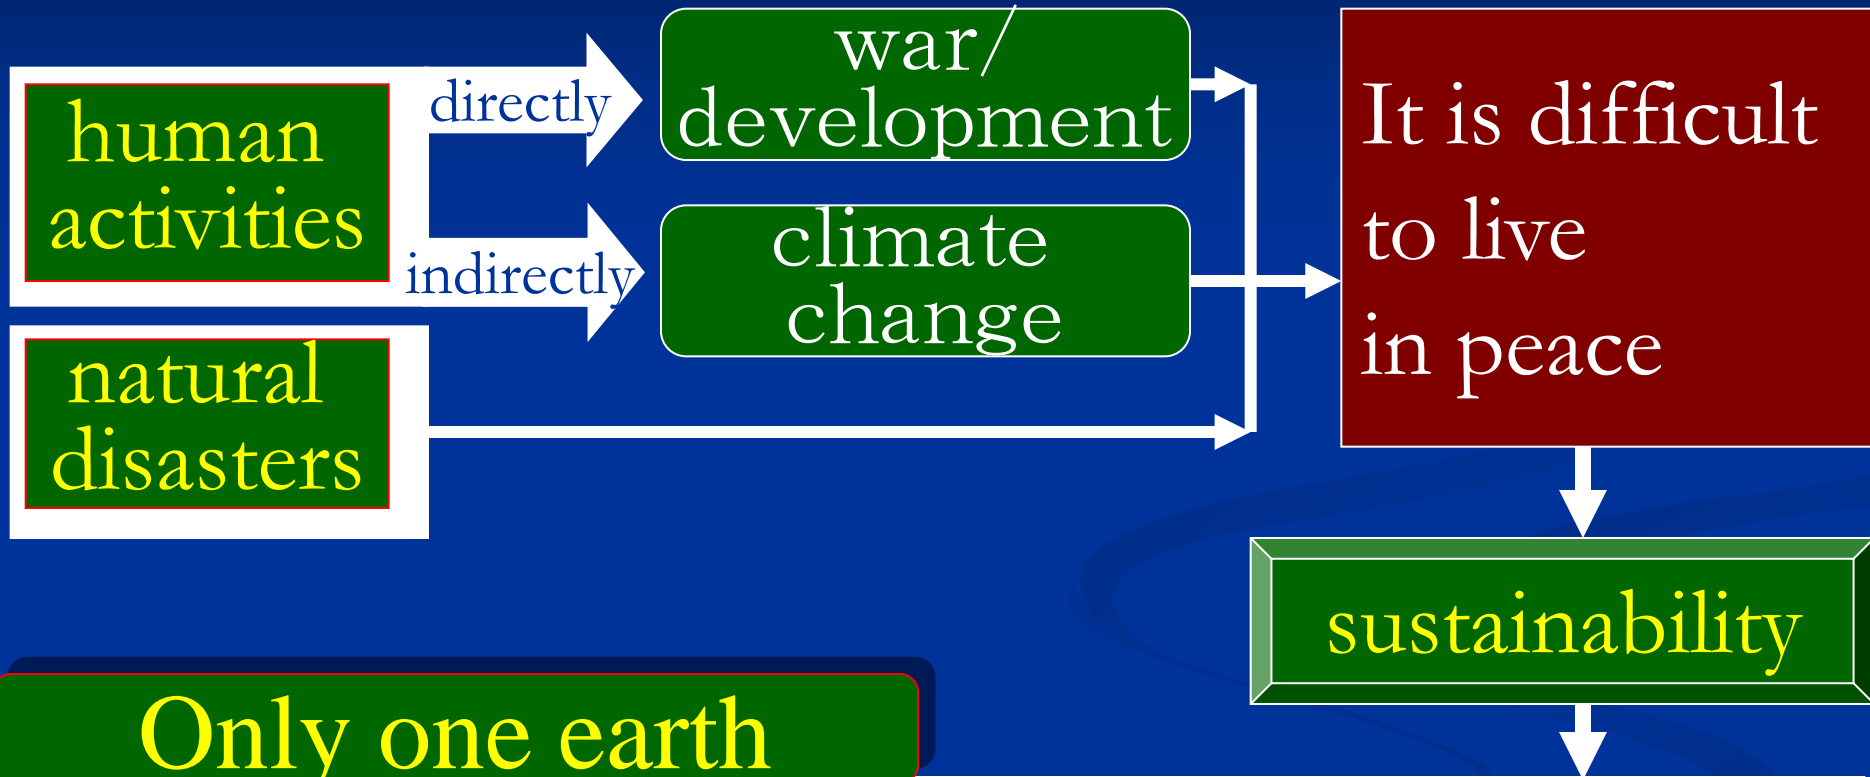 human
activities
directly
indirectly
war/
development
climate
change
natural
disasters
It is difficult
to live
in peace
sustainability
Only one earth